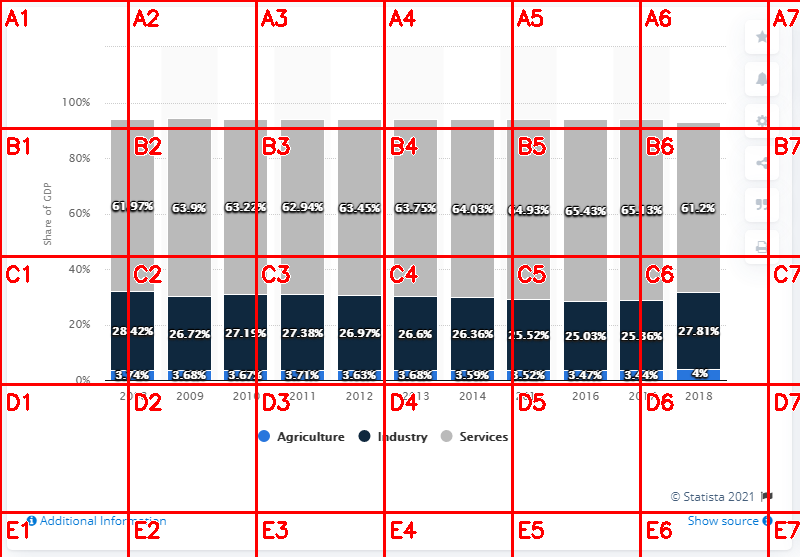 A1 A2 A3 A4 A5 A6 A7
100%
B1 B2 B3 B4 B5 B6 B7
80%
Share of GDP
61.97% 63.9% 63.22% 62.94% 63.45% 63.75% 64.03% 64.93% 65.43% 65.13% 61.2%
60%
C1 C2 C3 C4 C5 C6 C7
40%
28.42% 26.72% 27.19% 27.38% 26.97% 26.6% 26.36% 25.52% 25.03% 25.36% 27.81%
20%
3.74% 3.68% 3.67% 3.71% 3.63% 3.68% 3.59% 3.52% 3.47% 3.44% 4%
0%
2009 2010 2011 2012 2013 2014 2016 2017 2018
D1 D2 D3 D4 D5 D6 D7
Agriculture Industry Services
© Statista 2021
Additional Information Show source
E1 E2 E3 E4 E5 E6 E7